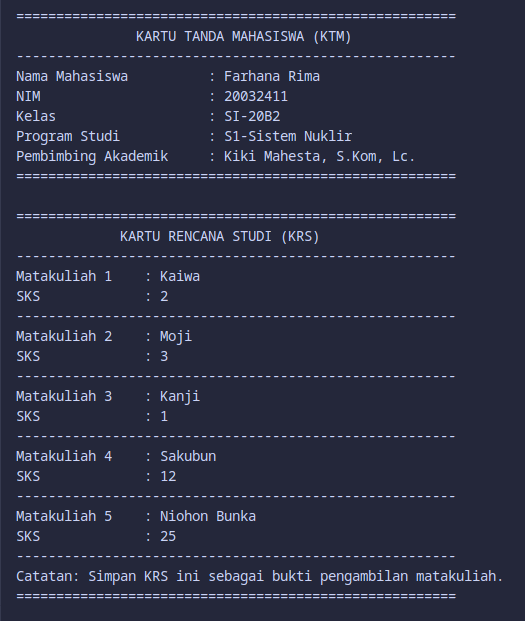 =======================================================
KARTU TANDA MAHASISWA (KTM)
-------------------------------------------------------
Nama Mahasiswa          : Farhana Rima
NIM                     : 20032411
Kelas                   : SI-20B2
Program Studi           : S1-Sistem Nuklir
Pembimbing Akademik     : Kiki Mahesta, S.Kom, Lc.
=======================================================
=======================================================
KARTU RENCANA STUDI (KRS)
-------------------------------------------------------
Matakuliah 1    : Kaiwa
SKS             : 2
-------------------------------------------------------
Matakuliah 2    : Moji
SKS             : 3
-------------------------------------------------------
Matakuliah 3    : Kanji
SKS             : 1
-------------------------------------------------------
Matakuliah 4    : Sakubun
SKS             : 12
-------------------------------------------------------
Matakuliah 5    : Niohon Bunka
SKS             : 25
-------------------------------------------------------
Catatan: Simpan KRS ini sebagai bukti pengambilan matakuliah.
=======================================================